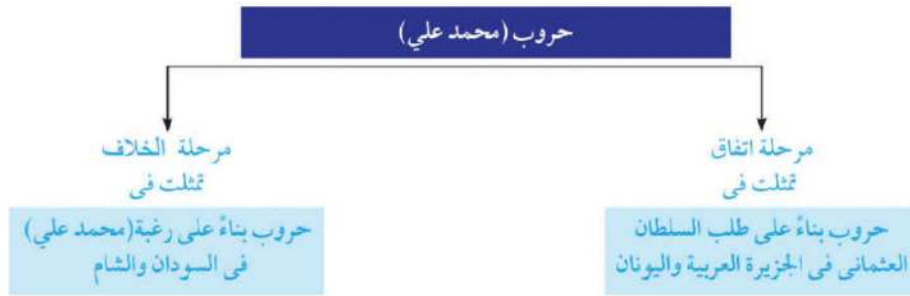 حروب (محمد علي)
مرحلة اتفاق
تمثلت فى
حروب بناءً على طلب السلطان
العثمانى فى الجزيرة العربية واليونان
مرحلة الخلاف
تمثلت فى
حروب بناءً على رغبة (محمد علي)
فى السودان والشام